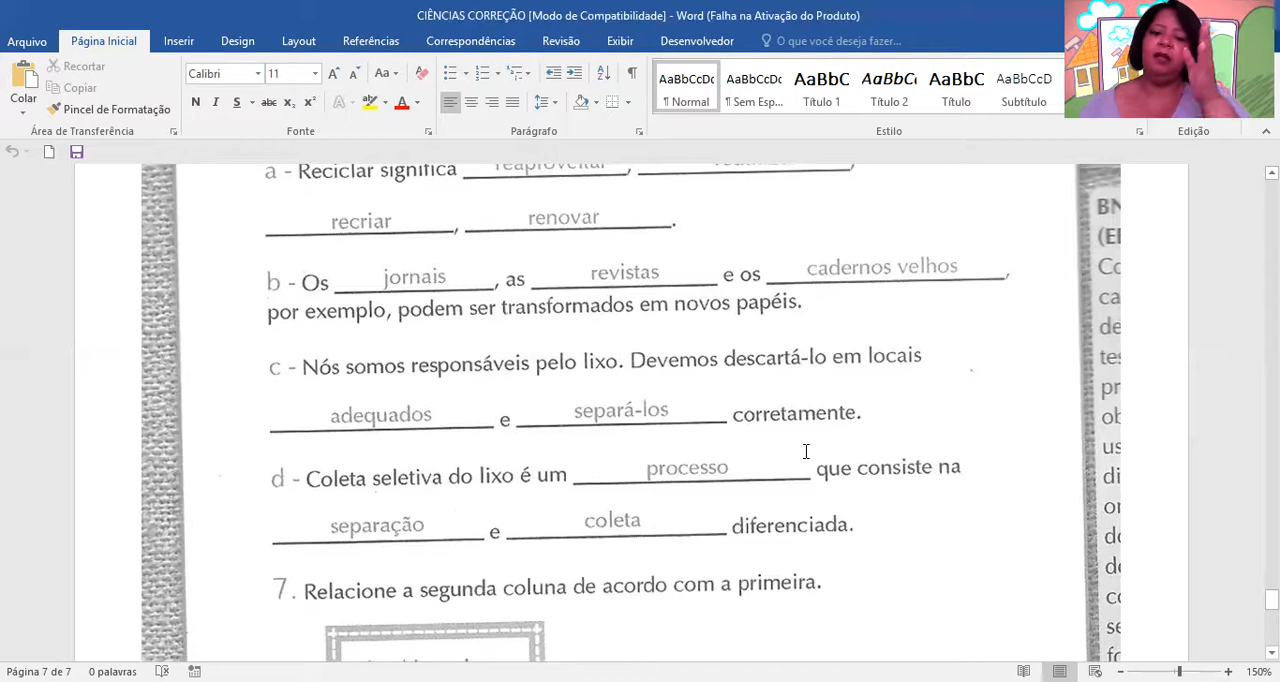 CIÊNCIAS CORREÇÃO [Modo de Compatibilidade] - Word (Falha na Ativação do Produto)
Arquivo Página Inicial Inserir Design Layout Referências Correspondências Revisão Exibir Desenvolvedor O que você deseja fazer...
Recortar
Copiar
Pincel de Formatação
Colar
Calibri 11
Aa
N I S abc x₂ x²
AaBbCcDc AaBbCcDc AaBbC AaBbCc AaBbC AaBbCcD
¶ Normal ¶ Sem Esp... Título 1 Título 2 Título Subtítulo
Área de Transferência Fonte Parágrafo Estilo Edição
a - Reciclar significa reaproveitar,
recriar, renovar.
b - Os jornais, as revistas e os cadernos velhos,
por exemplo, podem ser transformados em novos papéis.
c - Nós somos responsáveis pelo lixo. Devemos descartá-lo em locais
adequados e separá-los corretamente.
d - Coleta seletiva do lixo é um processo que consiste na
separação e coleta diferenciada.
7. Relacione a segunda coluna de acordo com a primeira.
Página 7 de 7 0 palavras 150%